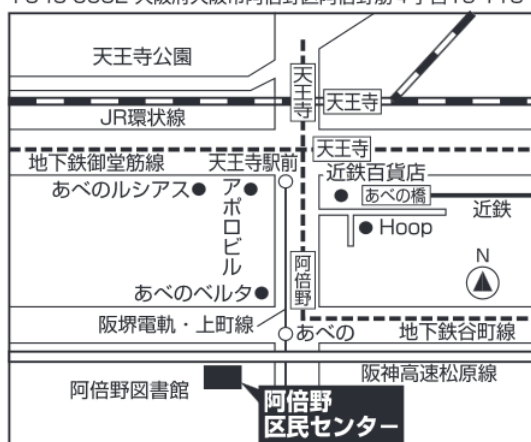 天王寺公園
天王寺
天王寺
JR環状線
天王寺
地下鉄御堂筋線
天王寺駅前
近鉄百貨店
あべのルシアス
アポロビル
あべの橋
近鉄
Hoop
阿倍野
N
あべのベルタ
阪堺電軌・上町線
あべの
地下鉄谷町線
阪神高速松原線
阿倍野図書館
阿倍野
区民センター